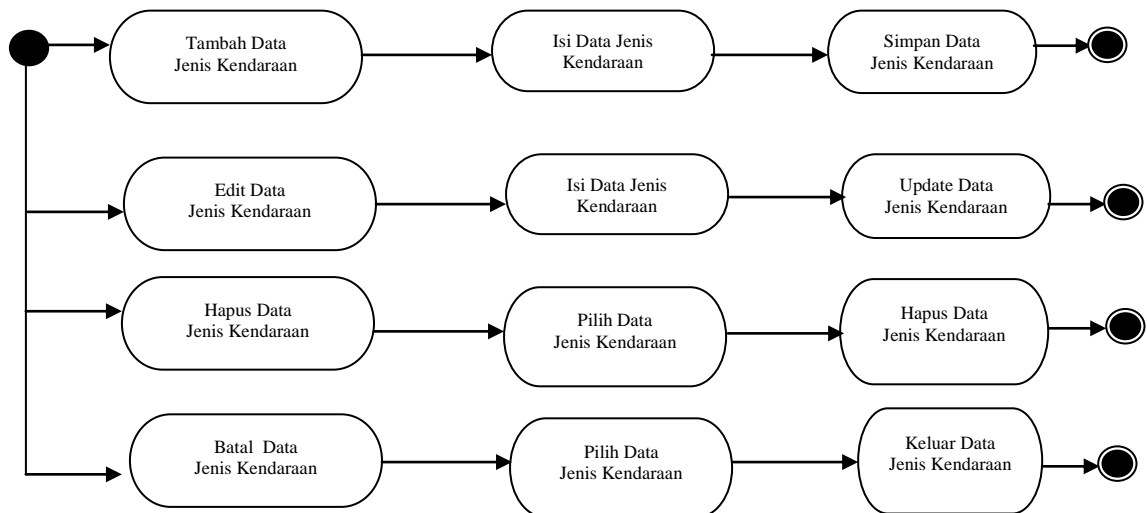 Tambah Data
Jenis Kendaraan
Isi Data Jenis
Kendaraan
Simpan Data
Jenis Kendaraan
Edit Data
Jenis Kendaraan
Isi Data Jenis
Kendaraan
Update Data
Jenis Kendaraan
Hapus Data
Jenis Kendaraan
Pilih Data
Jenis Kendaraan
Hapus Data
Jenis Kendaraan
Batal  Data
Jenis Kendaraan
Pilih Data
Jenis Kendaraan
Keluar Data
Jenis Kendaraan